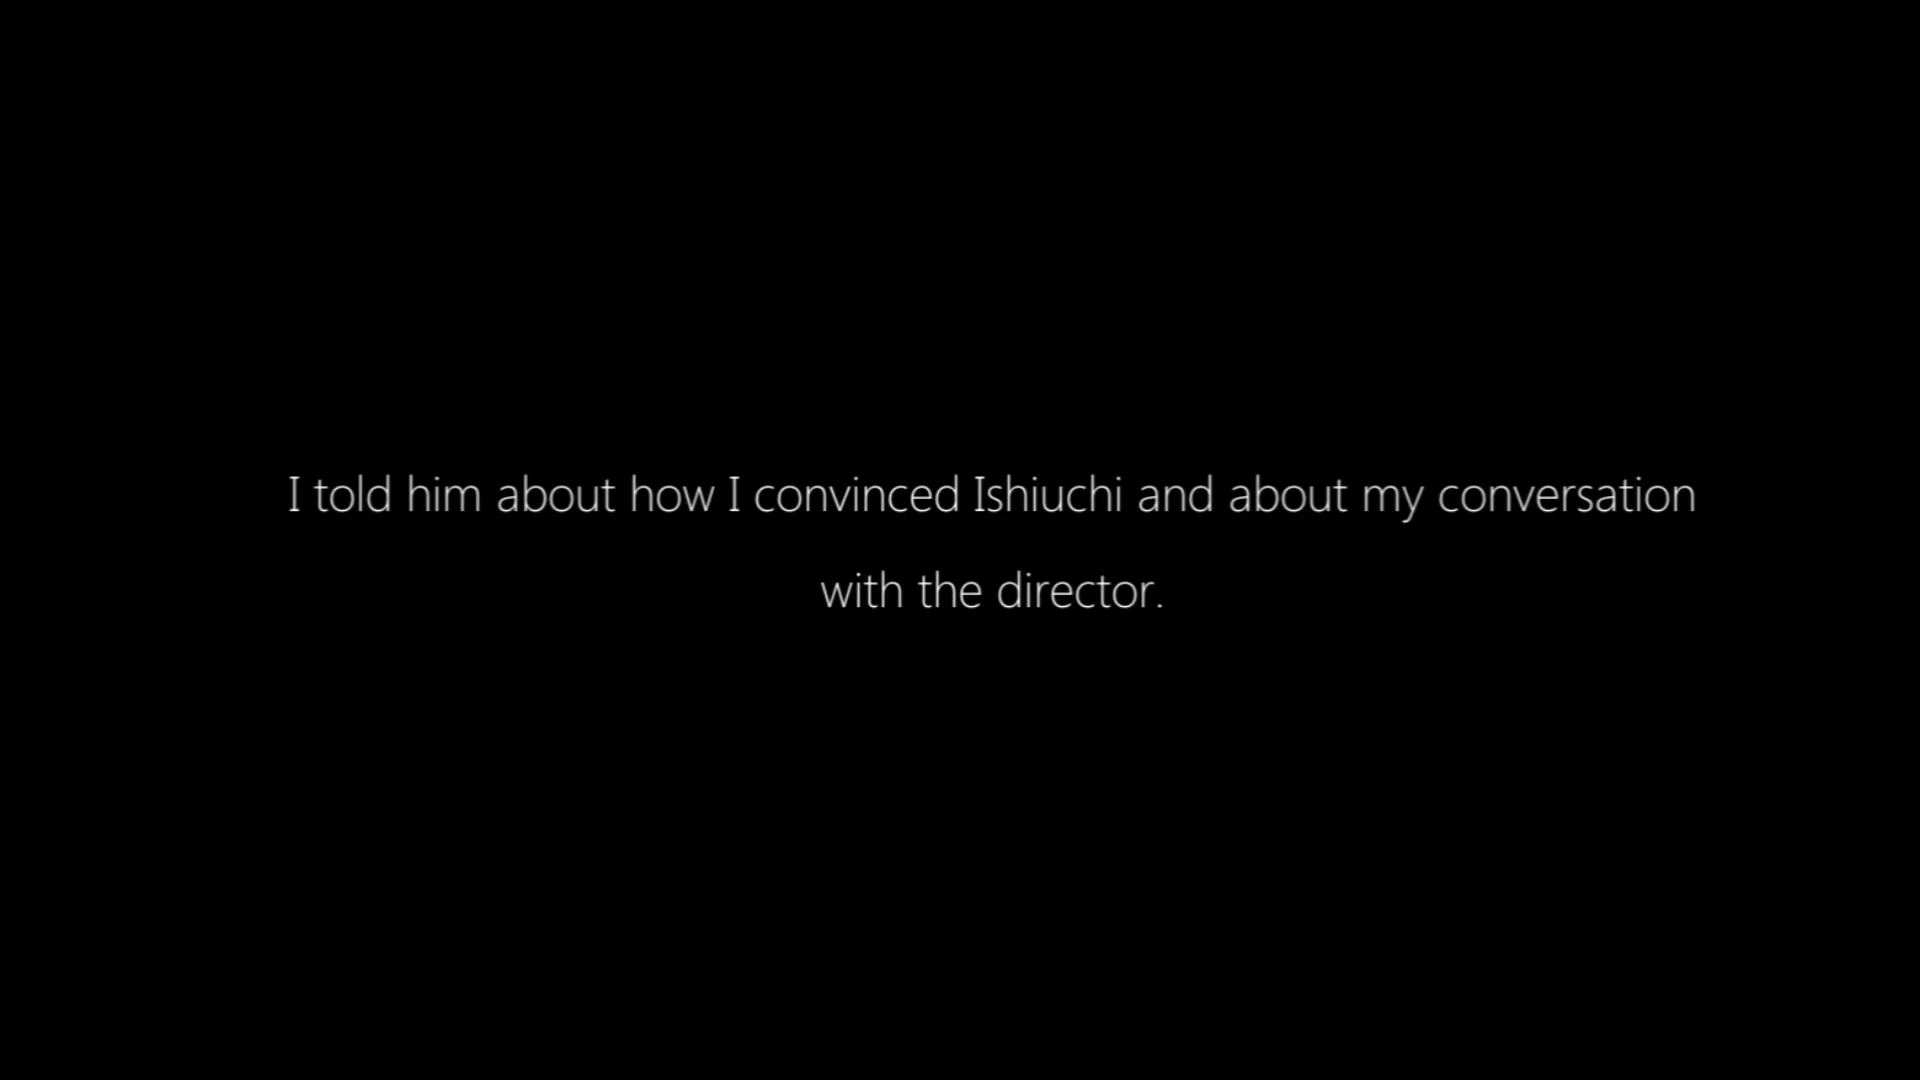 I told him about how I convinced Ishiuchi and about my conversation
with the director.